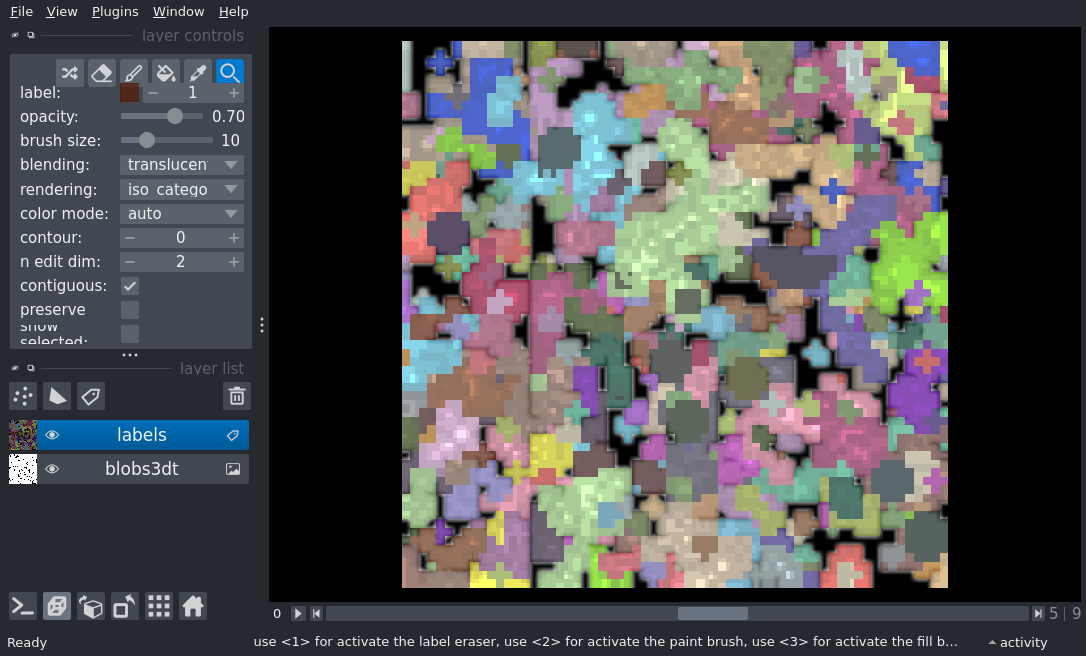 File View Plugins Window Help
layer controls
label: 1
opacity: 0.70
brush size: 10
blending: translucen
rendering: iso_catego
color mode: auto
contour: 0
n edit dim: 2
contiguous:
preserve
show
selected:
layer list
labels
blobs3dt
0 5 | 9
Ready use <1> for activate the label eraser, use <2> for activate the paint brush, use <3> for activate the fill b... activity